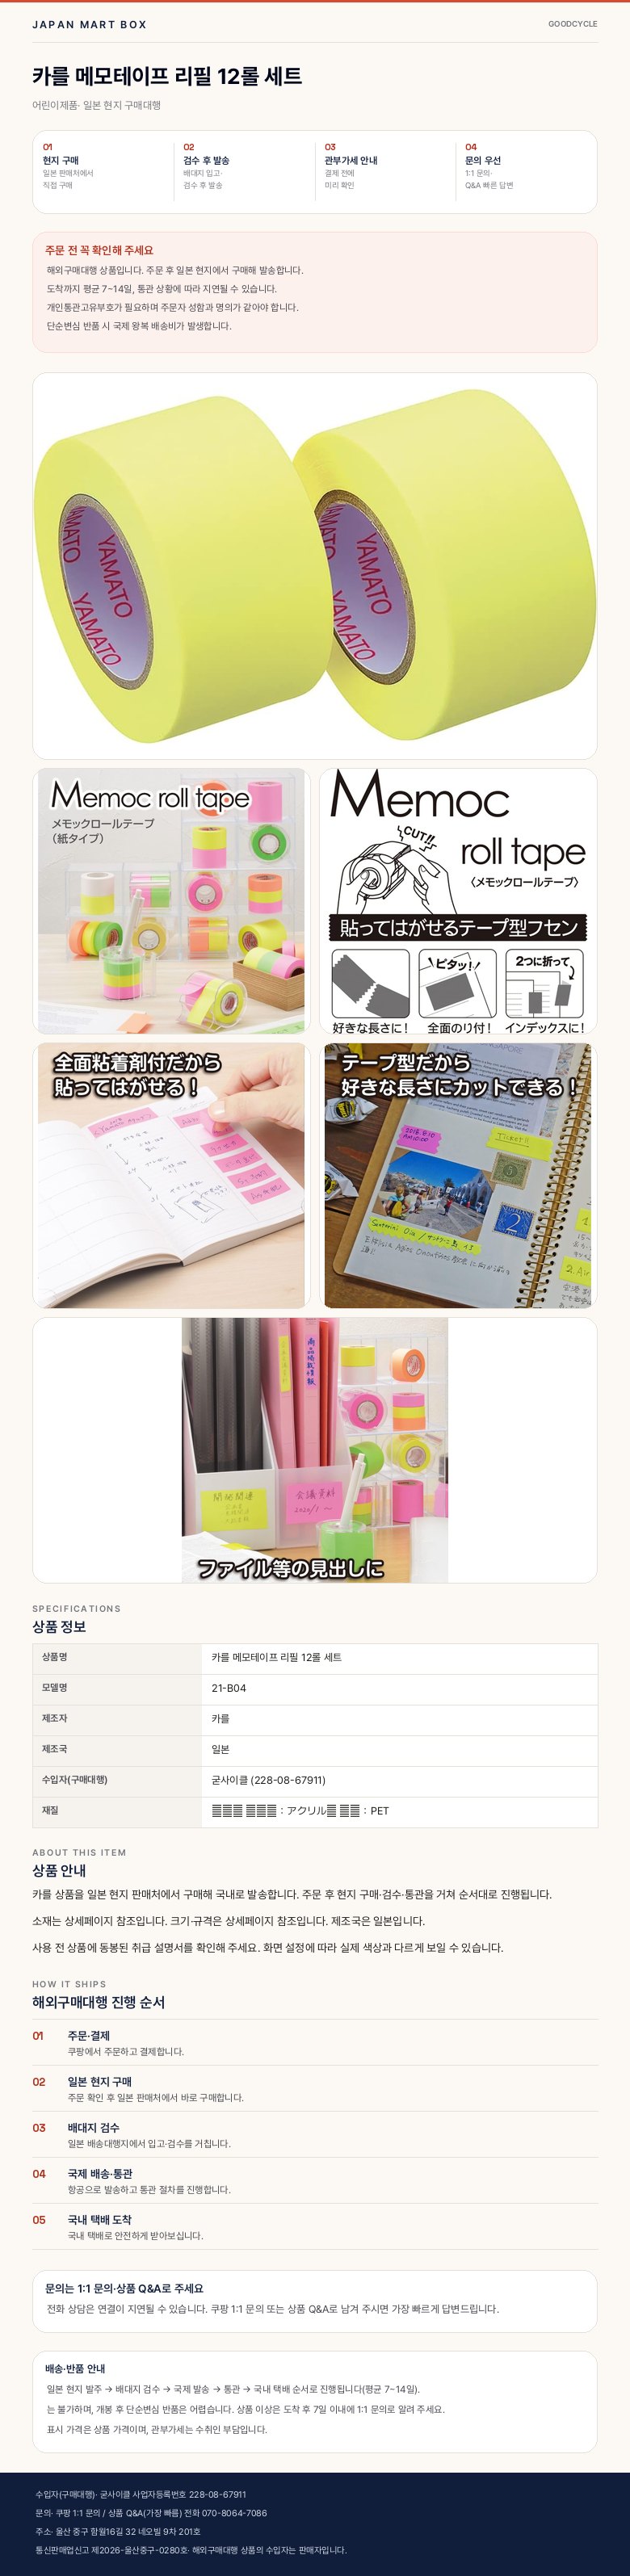 JAPAN MART BOX
GOODCYCLE
카를 메모테이프 리필 12롤 세트
어린이제품· 일본 현지 구매대행
01
현지 구매
일본 판매처에서
직접 구매
02
검수 후 발송
배대지 입고·
검수 후 발송
03
관부가세 안내
결제 전에
미리 확인
04
문의 우선
1:1 문의·
Q&A 빠른 답변
주문 전 꼭 확인해 주세요
해외구매대행 상품입니다. 주문 후 일본 현지에서 구매해 발송합니다.
도착까지 평균 7~14일, 통관 상황에 따라 지연될 수 있습니다.
개인통관고유부호가 필요하며 주문자 성함과 명의가 같아야 합니다.
단순변심 반품 시 국제 왕복 배송비가 발생합니다.
YAMATO
YAMATO
YAMATO
YAMATO
Memoc roll tape
メモックロールテープ
（紙タイプ）
Memoc
CUT!!
roll tape
〈メモックロールテープ〉
貼ってはがせるテープ型フセン
ピタッ!!
2つに折って
好きな長さに！ 全面のり付！ インデックスに！
全面粘着剤付だから
貼ってはがせる！
テープ型だから
好きな長さにカットできる！
Ticket!!
2
商品掲載情報
開発関連
会議資料
2020/1 ~
ファイル等の見出しに
SPECIFICATIONS
상품 정보
상품명 카를 메모테이프 리필 12롤 세트
모델명 21-B04
제조자 카를
제조국 일본
수입자(구매대행) 굳사이클 (228-08-67911)
재질 : アクリル : PET
ABOUT THIS ITEM
상품 안내
카를 상품을 일본 현지 판매처에서 구매해 국내로 발송합니다. 주문 후 현지 구매·검수·통관을 거쳐 순서대로 진행됩니다.
소재는 상세페이지 참조입니다. 크기·규격은 상세페이지 참조입니다. 제조국은 일본입니다.
사용 전 상품에 동봉된 취급 설명서를 확인해 주세요. 화면 설정에 따라 실제 색상과 다르게 보일 수 있습니다.
HOW IT SHIPS
해외구매대행 진행 순서
01 주문·결제
쿠팡에서 주문하고 결제합니다.
02 일본 현지 구매
주문 확인 후 일본 판매처에서 바로 구매합니다.
03 배대지 검수
일본 배송대행지에서 입고·검수를 거칩니다.
04 국제 배송·통관
항공으로 발송하고 통관 절차를 진행합니다.
05 국내 택배 도착
국내 택배로 안전하게 받아보십니다.
문의는 1:1 문의·상품 Q&A로 주세요
전화 상담은 연결이 지연될 수 있습니다. 쿠팡 1:1 문의 또는 상품 Q&A로 남겨 주시면 가장 빠르게 답변드립니다.
배송·반품 안내
일본 현지 발주 → 배대지 검수 → 국제 발송 → 통관 → 국내 택배 순서로 진행됩니다(평균 7~14일).
는 불가하며, 개봉 후 단순변심 반품은 어렵습니다. 상품 이상은 도착 후 7일 이내에 1:1 문의로 알려 주세요.
표시 가격은 상품 가격이며, 관부가세는 수취인 부담입니다.
수입자(구매대행)· 굳사이클 사업자등록번호 228-08-67911
문의· 쿠팡 1:1 문의 / 상품 Q&A(가장 빠름) 전화 070-8064-7086
주소· 울산 중구 함월16길 32 네오빌 9차 201호
통신판매업신고 제2026-울산중구-0280호· 해외구매대행 상품의 수입자는 판매자입니다.